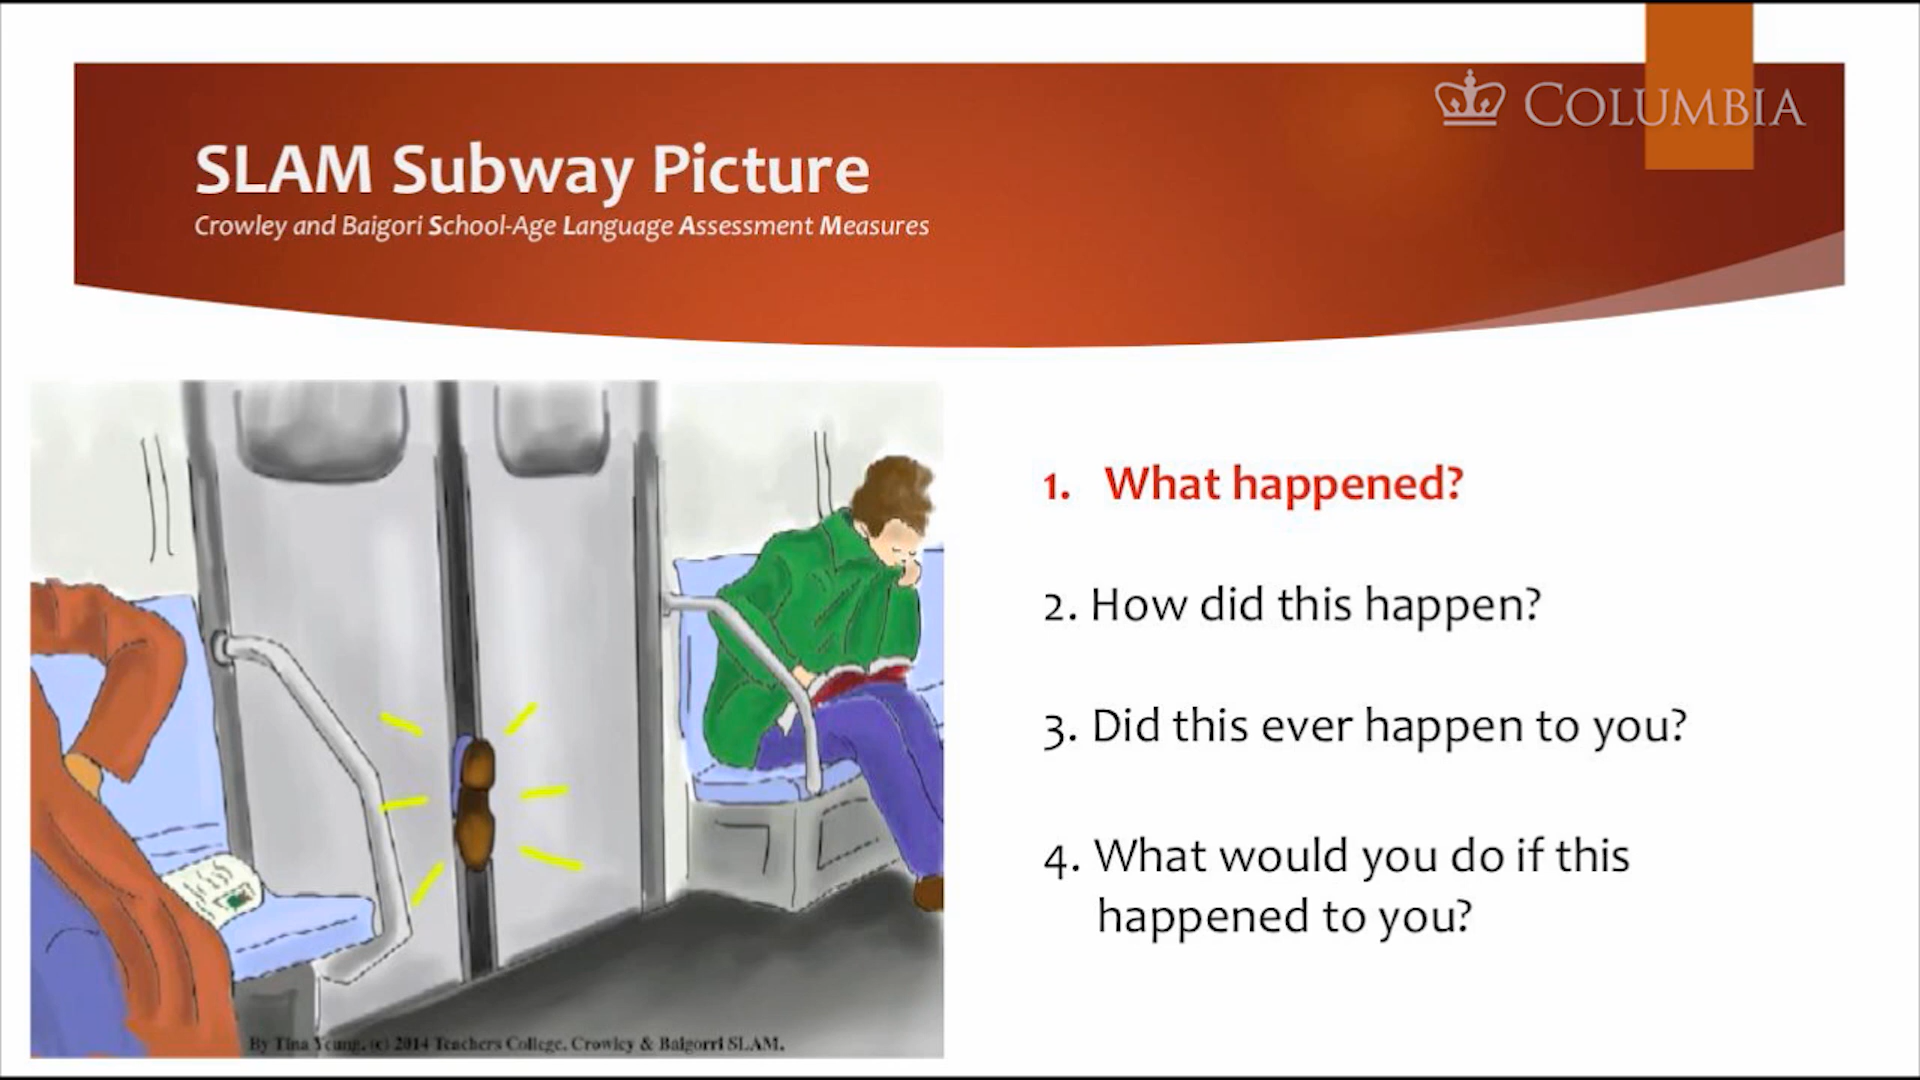 COLUMBIA
SLAM Subway Picture
Crowley and Baigori School-Age Language Assessment Measures
1. What happened?
2. How did this happen?
3. Did this ever happen to you?
4. What would you do if this
happened to you?
By Tina Yeung, (c) 2014 Teachers College, Crowley & Baigorri SLAM.